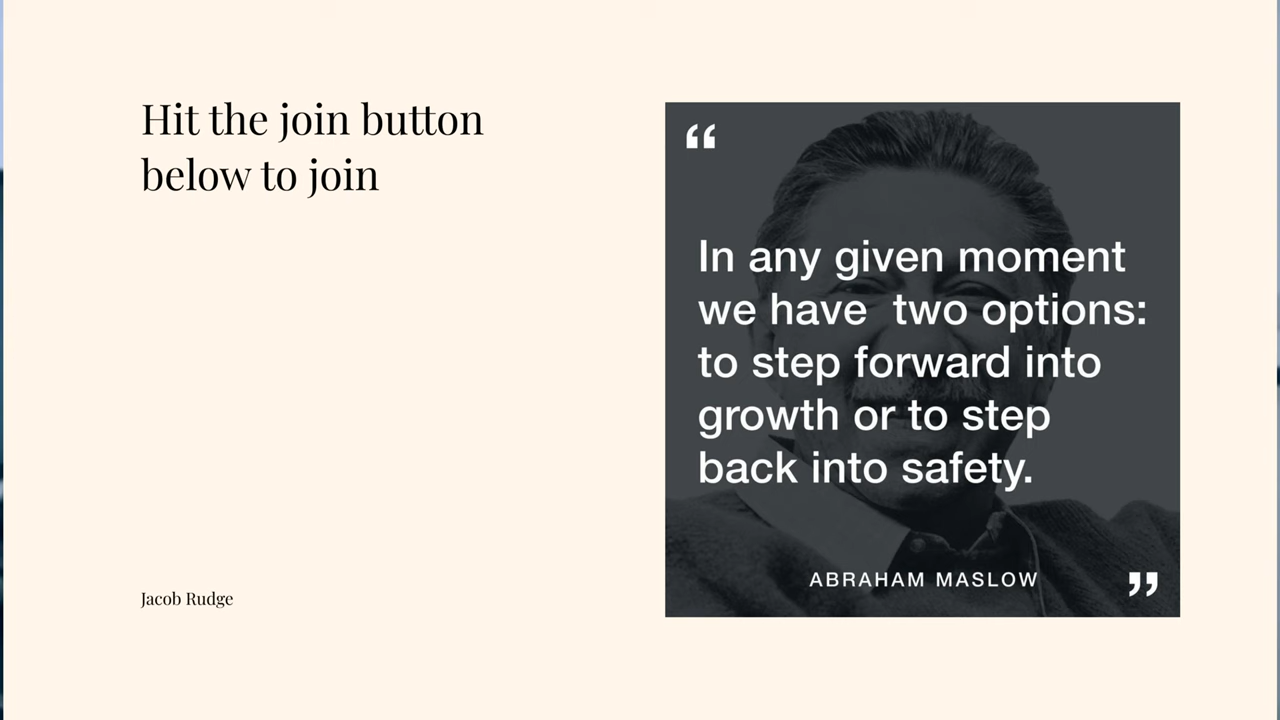 Hit the join button
below to join
“
In any given moment
we have  two options:
to step forward into
growth or to step
back into safety.
ABRAHAM MASLOW
”
Jacob Rudge